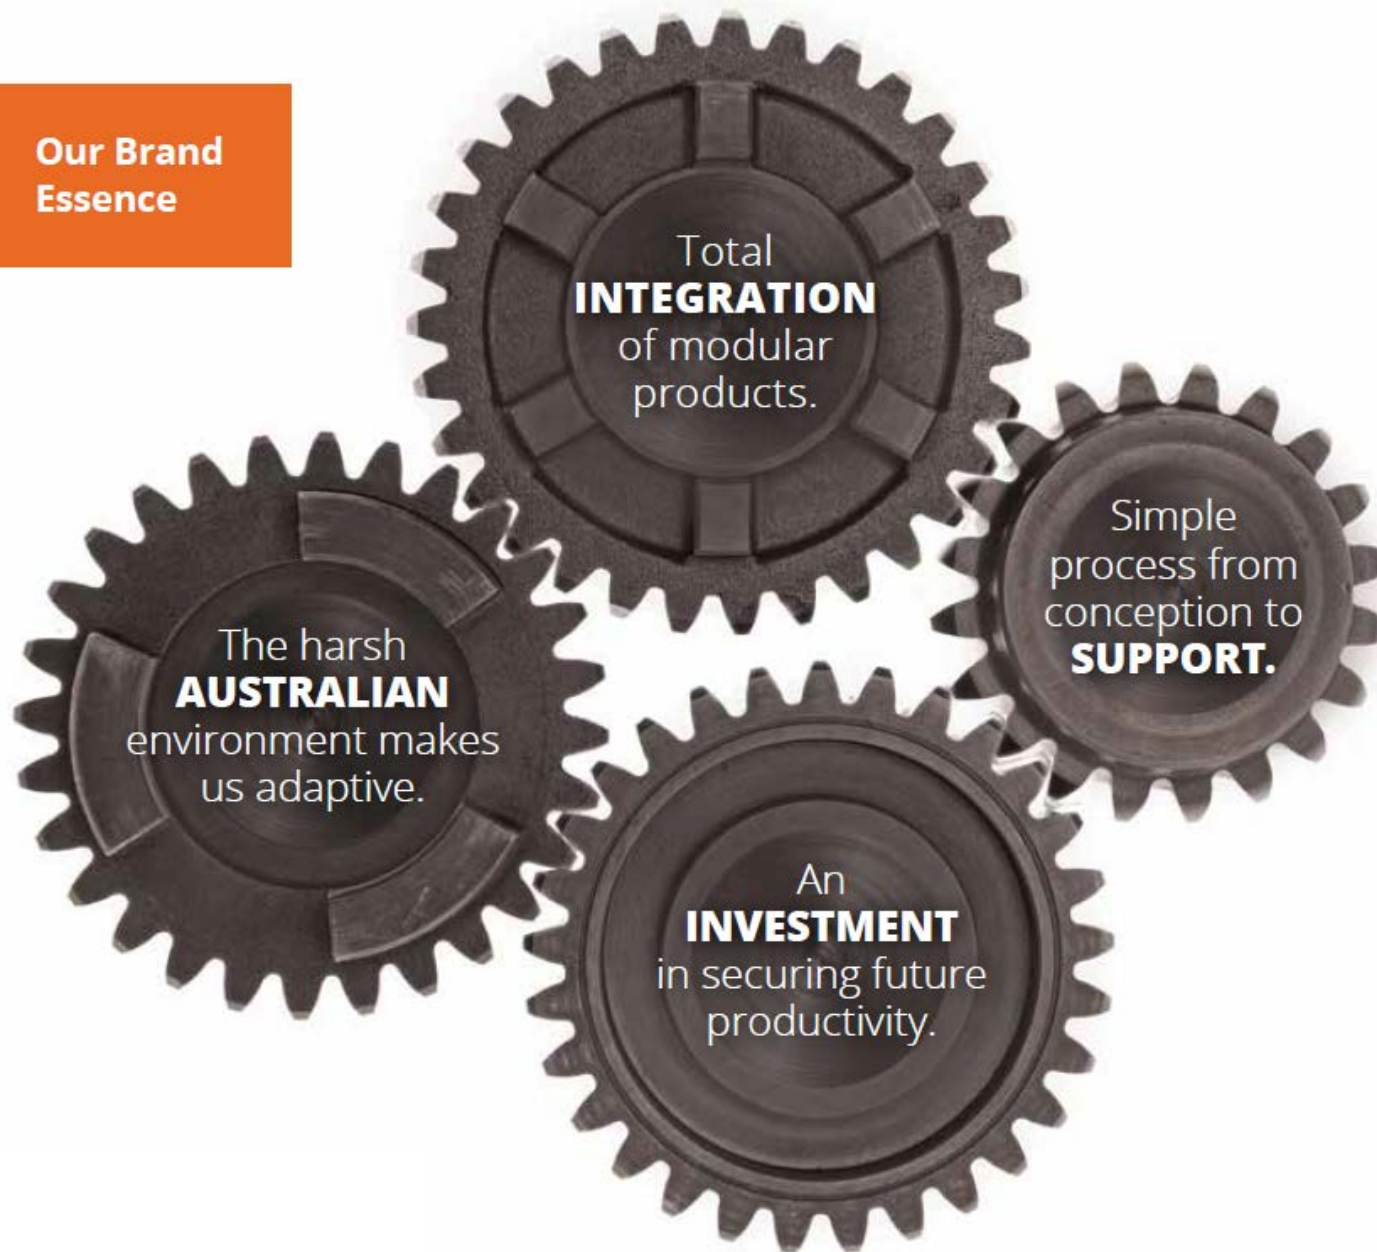 Our Brand
Essence
Total
INTEGRATION
of modular
products.
Simple
process from
conception to
SUPPORT.
The harsh
AUSTRALIAN
environment makes
us adaptive.
An
INVESTMENT
in securing future
productivity.